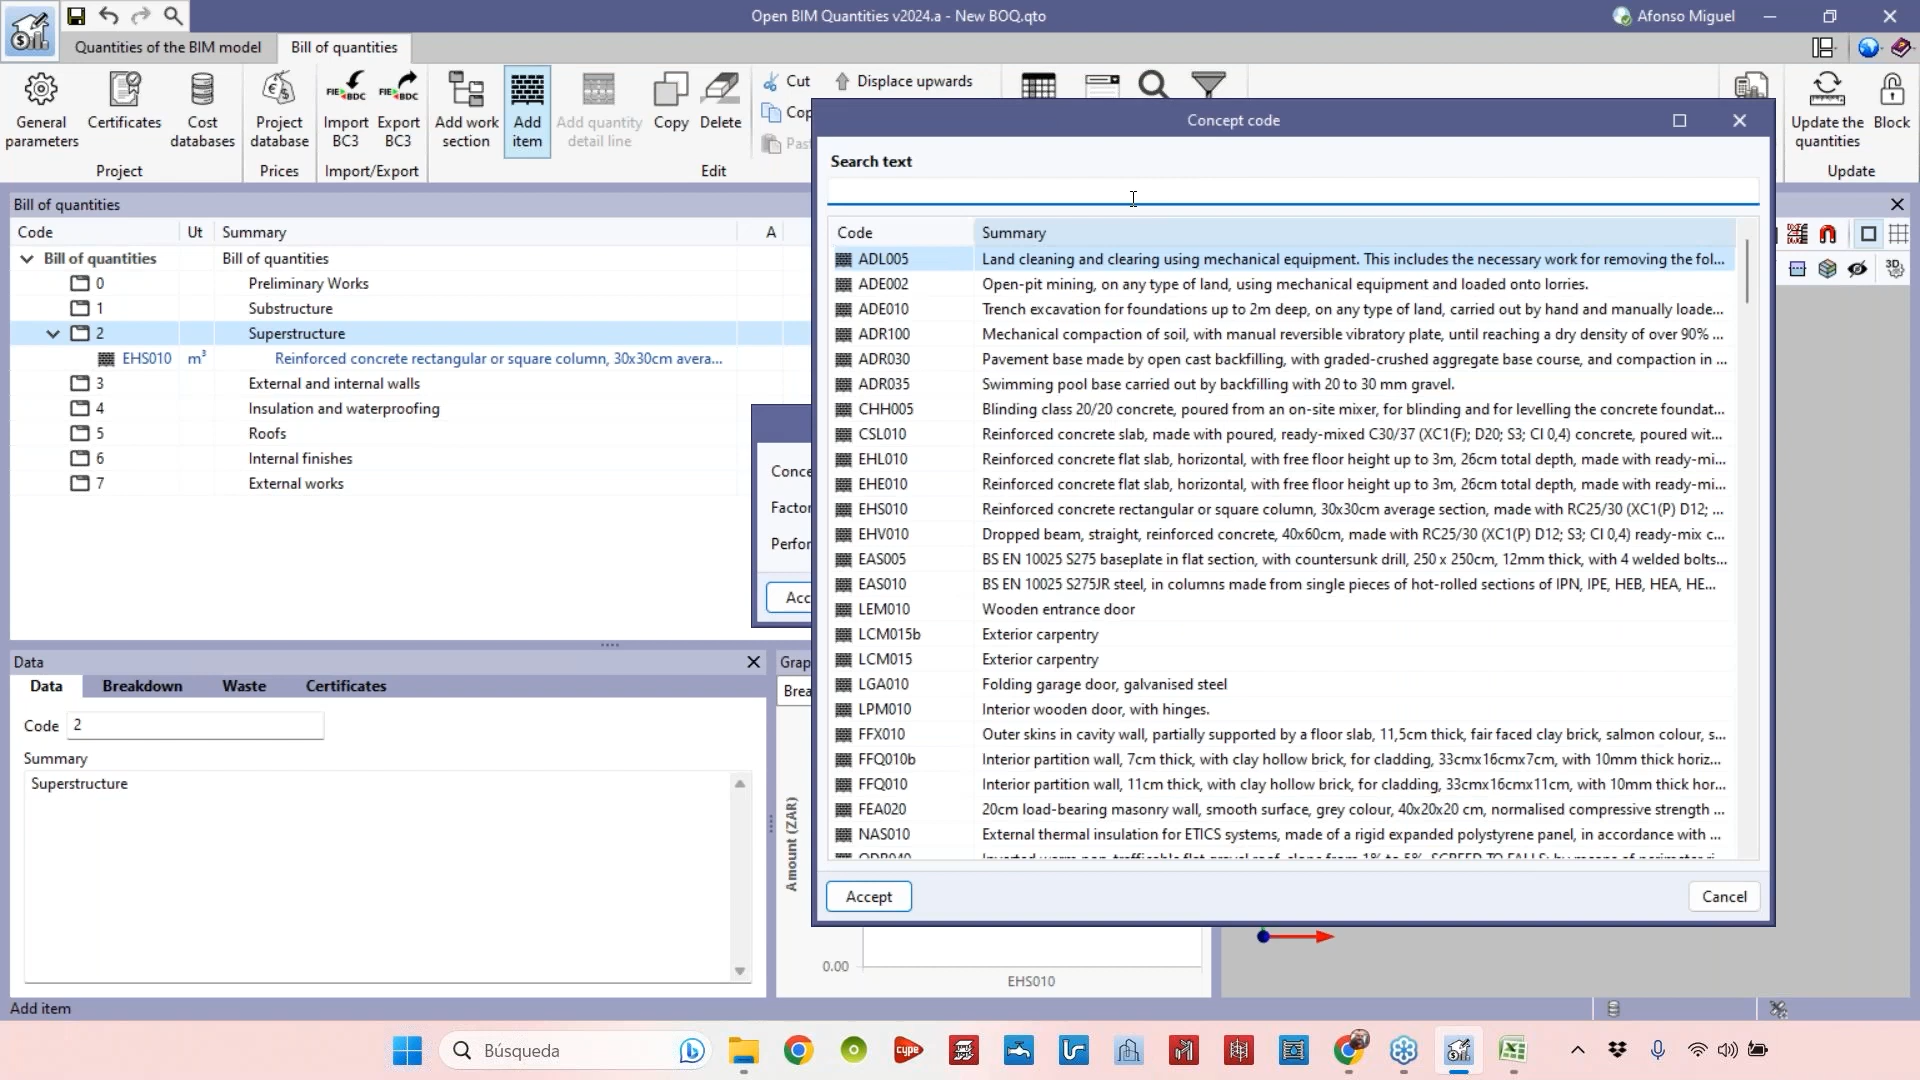 Open BIM Quantities v2024.a - New BOQ.qto
Afonso Miguel
Quantities of the BIM model
Bill of quantities
General parameters
Certificates
Cost databases
Project
Project database
Prices
FIE BDC
Import BC3
FIE BDC
Export BC3
Import/Export
Add work section
Add item
Add quantity detail line
Copy
Delete
Cut
Cop
Past
Displace upwards
Edit
Update the quantities
Block
Update
Bill of quantities
Code Ut Summary A
Bill of quantities Bill of quantities
0 Preliminary Works
1 Substructure
2 Superstructure
EHS010 m³ Reinforced concrete rectangular or square column, 30x30cm avera...
3 External and internal walls
4 Insulation and waterproofing
5 Roofs
6 Internal finishes
7 External works
Conce
Factor
Perfor
Acc
Concept code
Search text
Code Summary
ADL005 Land cleaning and clearing using mechanical equipment. This includes the necessary work for removing the fol...
ADE002 Open-pit mining, on any type of land, using mechanical equipment and loaded onto lorries.
ADE010 Trench excavation for foundations up to 2m deep, on any type of land, carried out by hand and manually loade...
ADR100 Mechanical compaction of soil, with manual reversible vibratory plate, until reaching a dry density of over 90% ...
ADR030 Pavement base made by open cast backfilling, with graded-crushed aggregate base course, and compaction in ...
ADR035 Swimming pool base carried out by backfilling with 20 to 30 mm gravel.
CHH005 Blinding class 20/20 concrete, poured from an on-site mixer, for blinding and for levelling the concrete foundat...
CSL010 Reinforced concrete slab, made with poured, ready-mixed C30/37 (XC1(F); D20; S3; Cl 0,4) concrete, poured wit...
EHL010 Reinforced concrete flat slab, horizontal, with free floor height up to 3m, 26cm total depth, made with ready-mi...
EHE010 Reinforced concrete flat slab, horizontal, with free floor height up to 3m, 26cm total depth, made with ready-mi...
EHS010 Reinforced concrete rectangular or square column, 30x30cm average section, made with RC25/30 (XC1(P) D12; ...
EHV010 Dropped beam, straight, reinforced concrete, 40x60cm, made with RC25/30 (XC1(P) D12; S3; Cl 0,4) ready-mix c...
EAS005 BS EN 10025 S275 baseplate in flat section, with countersunk drill, 250 x 250cm, 12mm thick, with 4 welded bolts...
EAS010 BS EN 10025 S275JR steel, in columns made from single pieces of hot-rolled sections of IPN, IPE, HEB, HEA, HE...
LEM010 Wooden entrance door
LCM015b Exterior carpentry
LCM015 Exterior carpentry
LGA010 Folding garage door, galvanised steel
LPM010 Interior wooden door, with hinges.
FFX010 Outer skins in cavity wall, partially supported by a floor slab, 11,5cm thick, fair faced clay brick, salmon colour, s...
FFQ010b Interior partition wall, 7cm thick, with clay hollow brick, for cladding, 33cmx16cmx7cm, with 10mm thick horiz...
FFQ010 Interior partition wall, 11cm thick, with clay hollow brick, for cladding, 33cmx16cmx11cm, with 10mm thick hor...
FEA020 20cm load-bearing masonry wall, smooth surface, grey colour, 40x20x20 cm, normalised compressive strength ...
NAS010 External thermal insulation for ETICS systems, made of a rigid expanded polystyrene panel, in accordance with ...
Accept
Cancel
Data
Data Breakdown Waste Certificates
Code 2
Summary
Superstructure
Grap
Brea
Amount (ZAR)
0.00
EHS010
3D
Add item
Búsqueda
cype